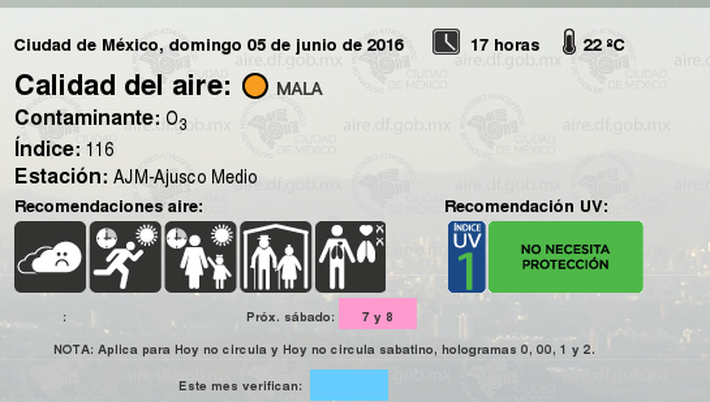 Ciudad de México, domingo 05 de junio de 2016 17 horas 22 ºC
Calidad del aire: MALA
Contaminante: O3
Índice: 116
Estación: AJM-Ajusco Medio
Recomendaciones aire: Recomendación UV:
ÍNDICE
UV
1
NO NECESITA
PROTECCIÓN
: Próx. sábado: 7 y 8
NOTA: Aplica para Hoy no circula y Hoy no circula sabatino, hologramas 0, 00, 1 y 2.
Este mes verifican:
aire.df.gob.mx
CIUDAD
DE MÉXICO